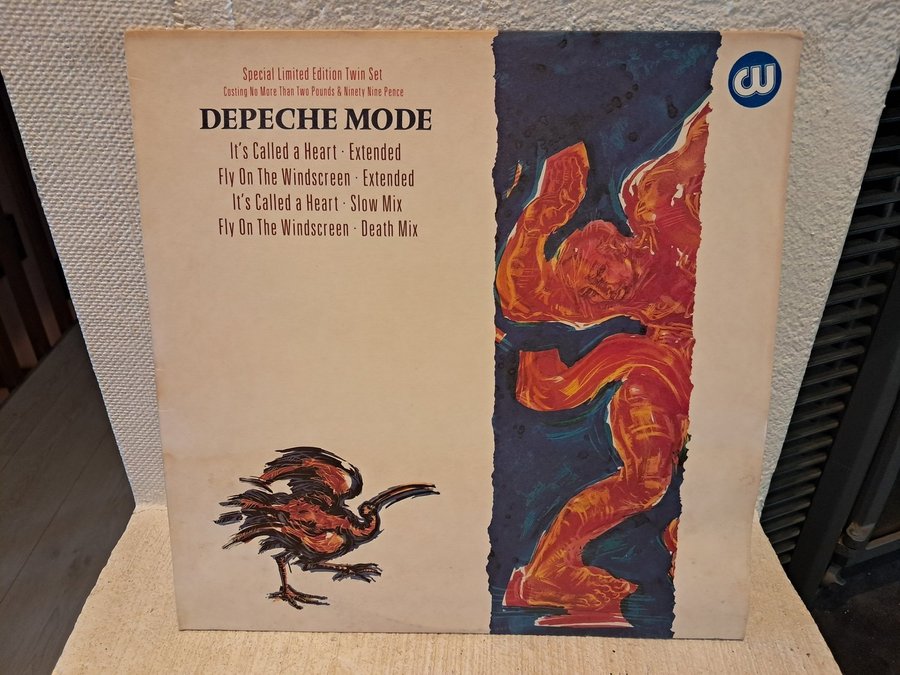 Special Limited Edition Twin Set
Costing No More Than Two Pounds & Ninety Nine Pence
DEPECHE MODE
It's Called a Heart · Extended
Fly On The Windscreen · Extended
It's Called a Heart · Slow Mix
Fly On The Windscreen · Death Mix
CW